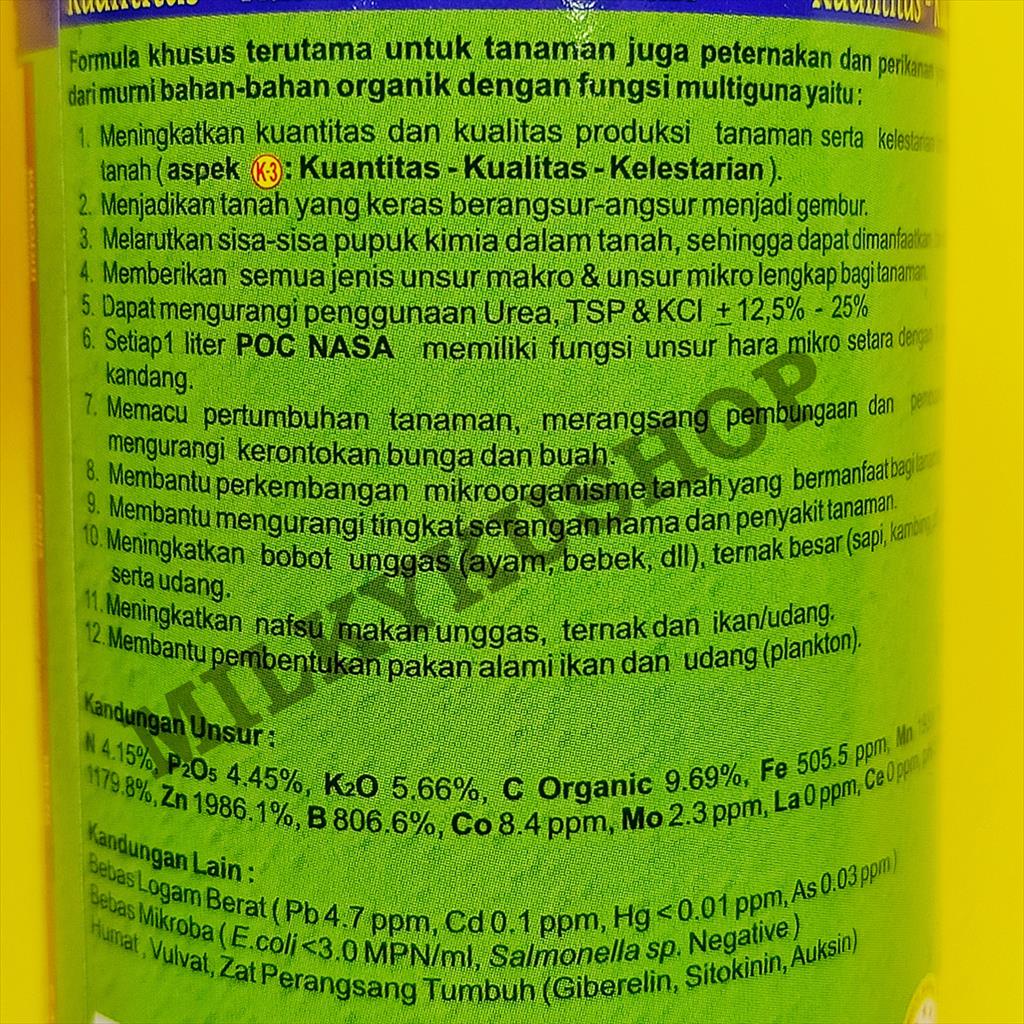 Formula khusus terutama untuk tanaman juga peternakan dan perikanan
dari murni bahan-bahan organik dengan fungsi multiguna yaitu :
1. Meningkatkan kuantitas dan kualitas produksi tanaman serta kelestarian
tanah ( aspek K-3 : Kuantitas - Kualitas - Kelestarian ).
2. Menjadikan tanah yang keras berangsur-angsur menjadi gembur.
3. Melarutkan sisa-sisa pupuk kimia dalam tanah, sehingga dapat dimanfaatkan
4. Memberikan semua jenis unsur makro & unsur mikro lengkap bagi tanaman.
5. Dapat mengurangi penggunaan Urea, TSP & KCl ± 12,5% - 25%
6. Setiap1 liter POC NASA memiliki fungsi unsur hara mikro setara dengan
kandang.
7. Memacu pertumbuhan tanaman, merangsang pembungaan dan
mengurangi kerontokan bunga dan buah.
8. Membantu perkembangan mikroorganisme tanah yang bermanfaat bagi
9. Membantu mengurangi tingkat serangan hama dan penyakit tanaman.
10. Meningkatkan bobot unggas (ayam, bebek, dll), ternak besar (sapi, kambing,
serta udang.
11. Meningkatkan nafsu makan unggas, ternak dan ikan/udang.
12. Membantu pembentukan pakan alami ikan dan udang (plankton).
Kandungan Unsur :
N 4.15%, P₂O₅ 4.45%, K₂O 5.66%, C Organic 9.69%, Fe 505.5 ppm, Mn
1179.8%, Zn 1986.1%, B 806.6%, Co 8.4 ppm, Mo 2.3 ppm, La 0 ppm, Ce 0 ppm,
Kandungan Lain :
Bebas Logam Berat ( Pb 4.7 ppm, Cd 0.1 ppm, Hg < 0.01 ppm, As 0.03 ppm )
Bebas Mikroba ( E.coli <3.0 MPN/ml, Salmonella sp. Negative )
Humat, Vulvat, Zat Perangsang Tumbuh (Giberelin, Sitokinin, Auksin)
MILKYKUSHOP